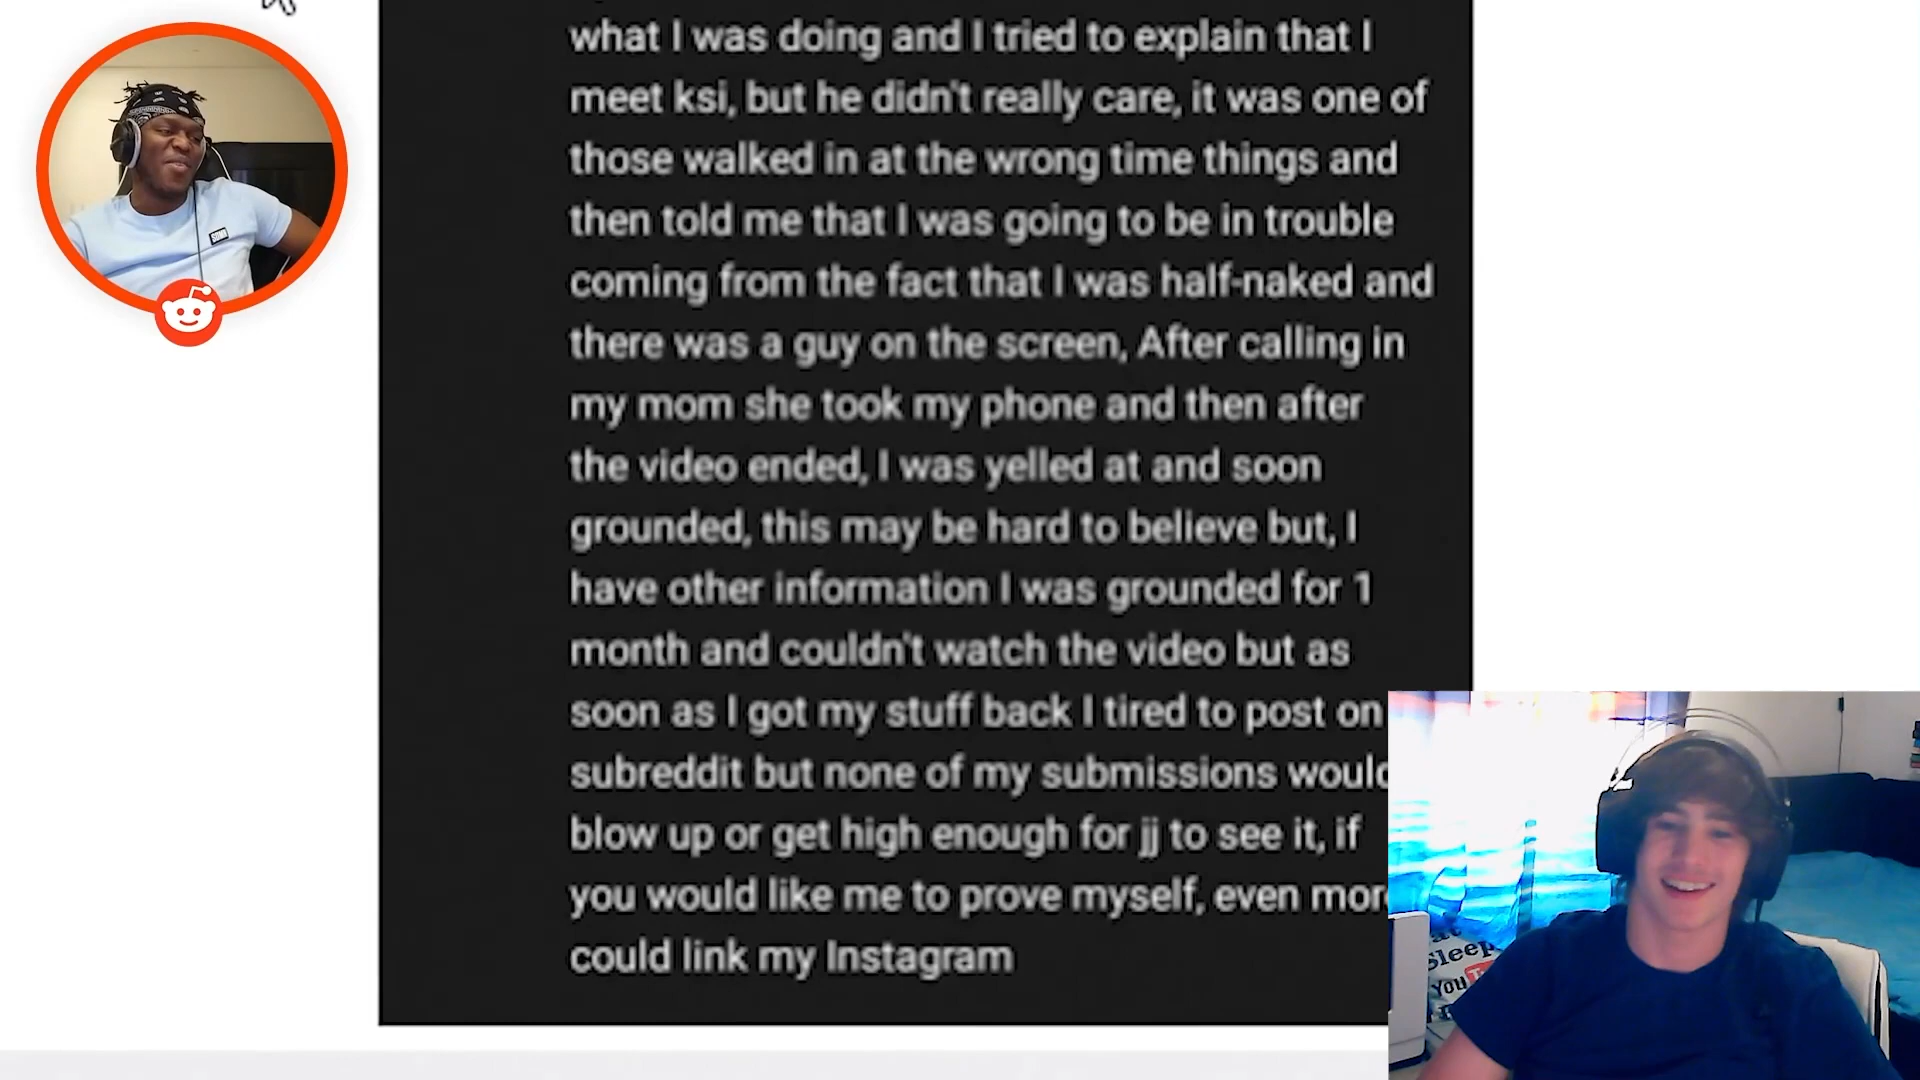 what I was doing and I tried to explain that I
meet ksi, but he didn't really care, it was one of
those walked in at the wrong time things and
then told me that I was going to be in trouble
coming from the fact that I was half-naked and
there was a guy on the screen, After calling in
my mom she took my phone and then after
the video ended, I was yelled at and soon
grounded, this may be hard to believe but, I
have other information I was grounded for 1
month and couldn't watch the video but as
soon as I got my stuff back I tired to post on
subreddit but none of my submissions would
blow up or get high enough for jj to see it, if
you would like me to prove myself, even more
could link my Instagram
Sleep
You